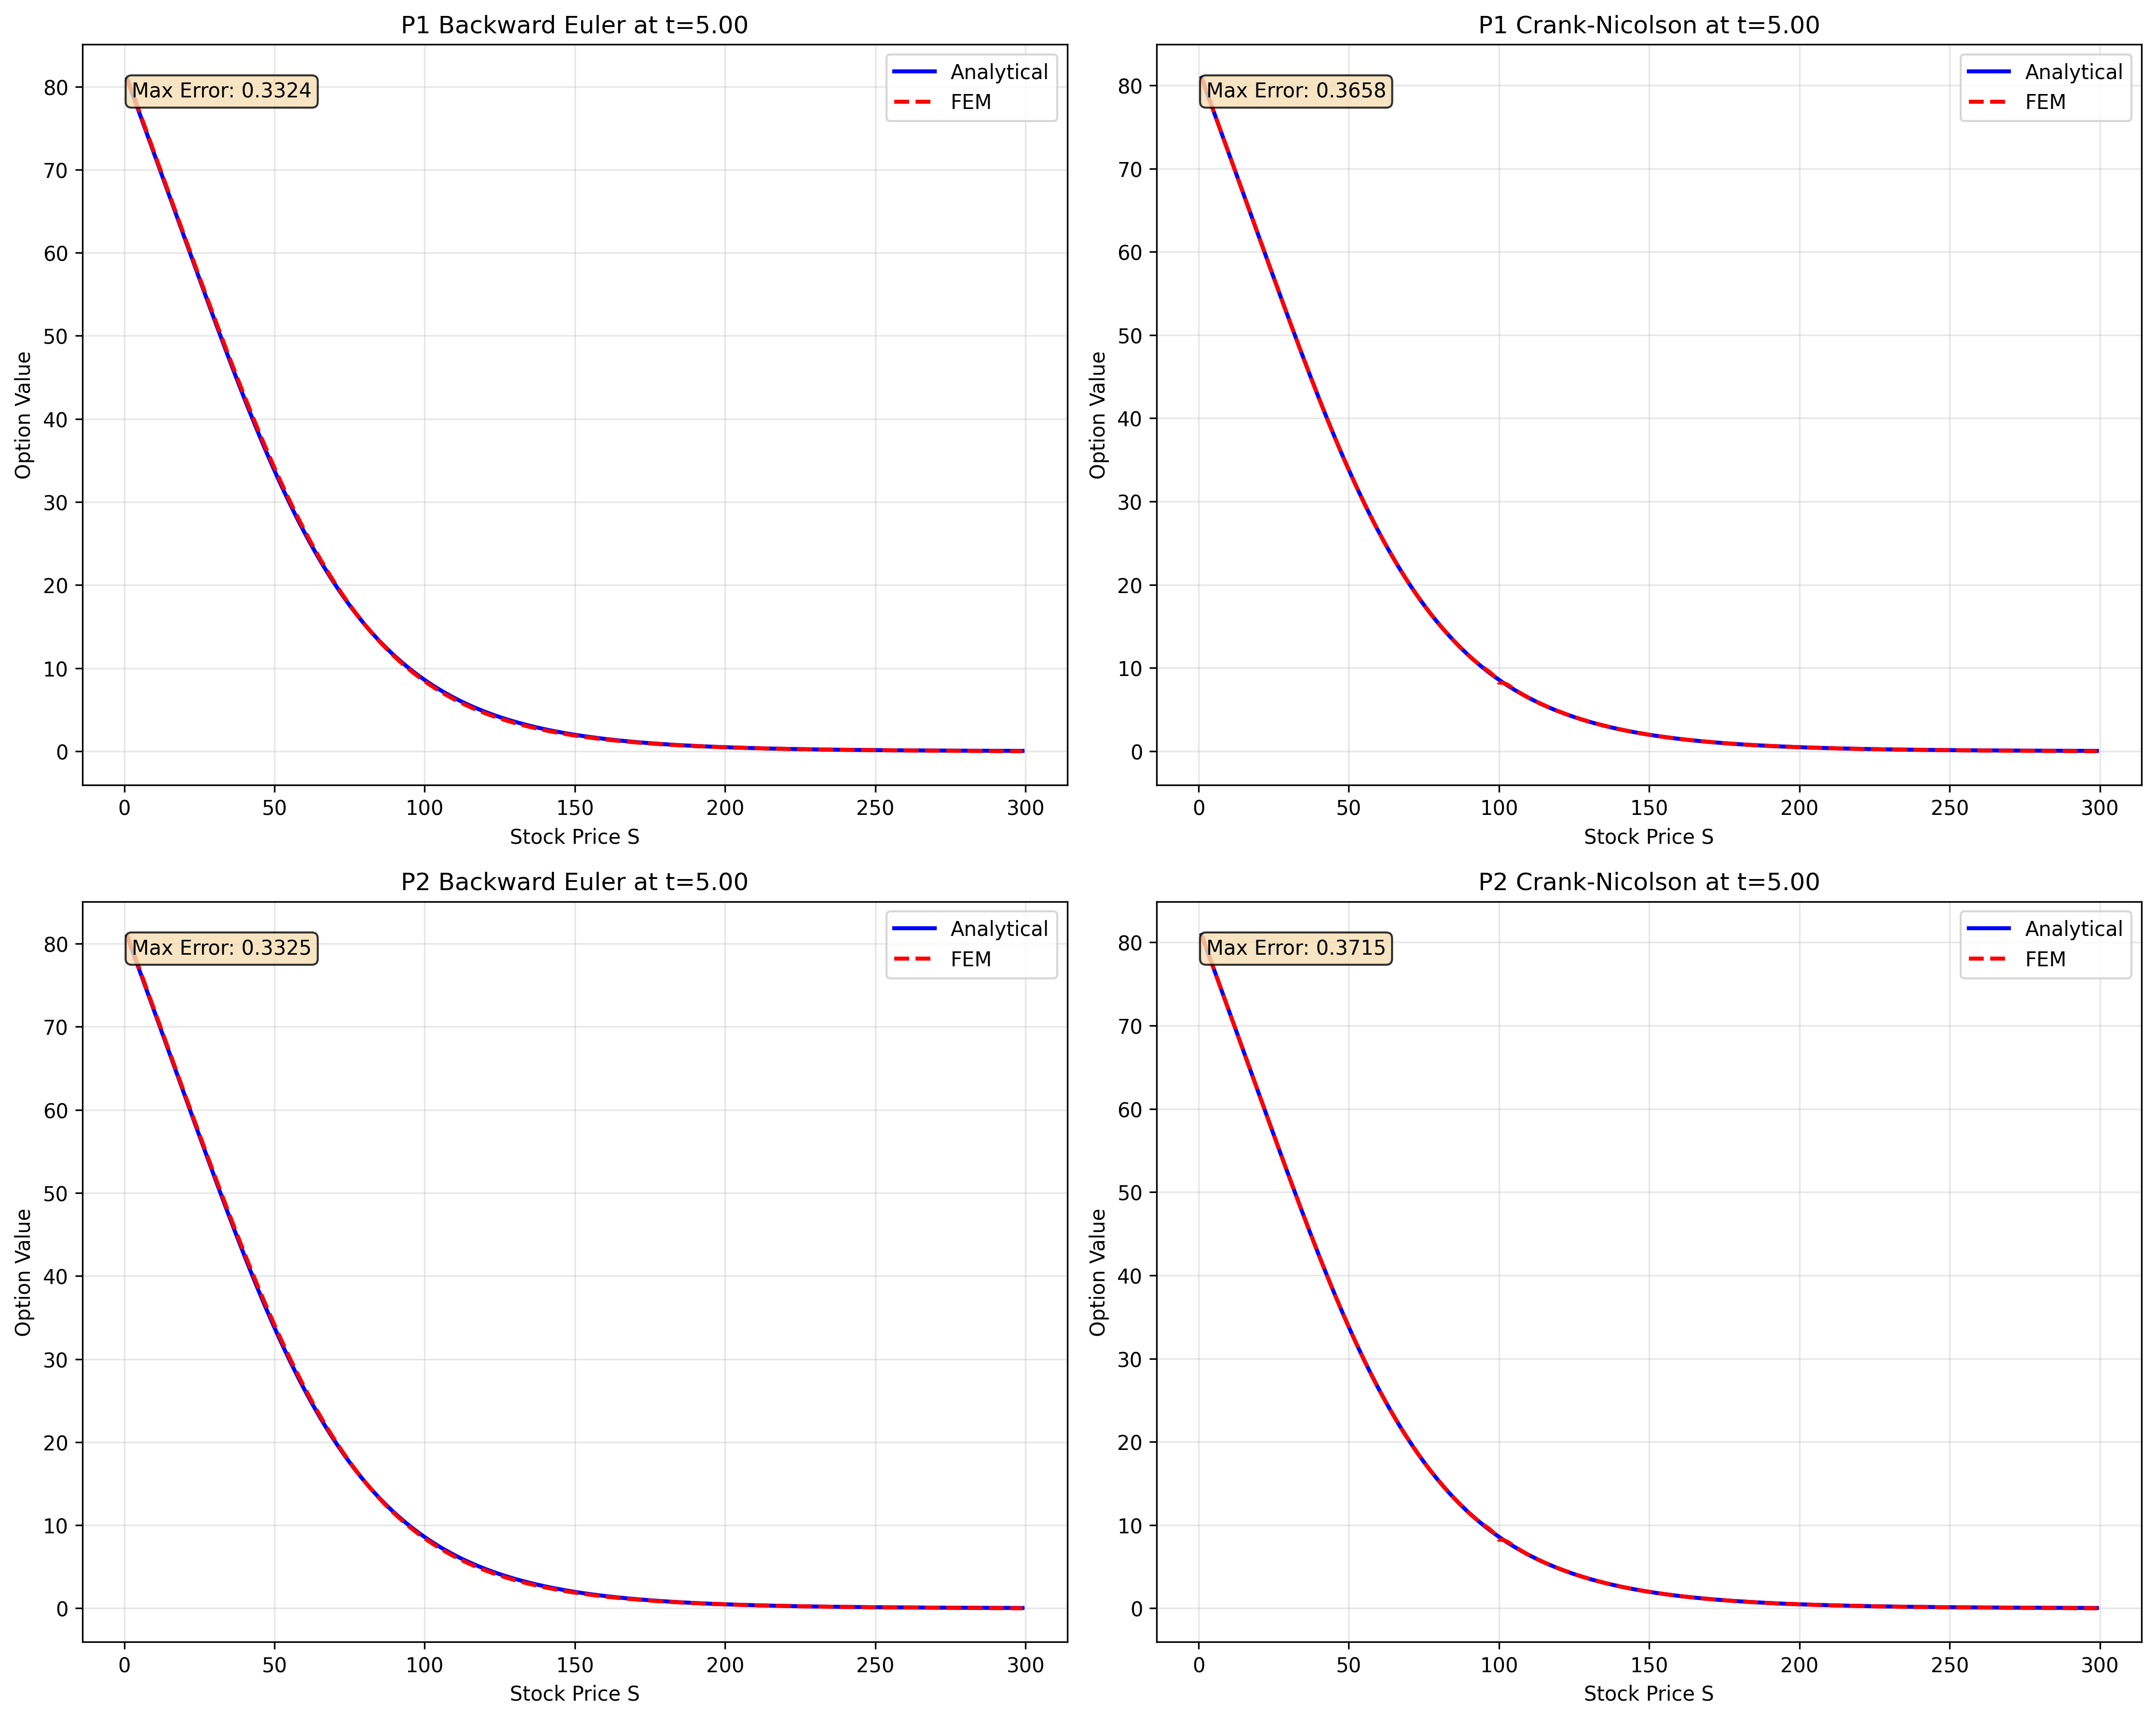 P1 Backward Euler at t=5.00
Max Error: 0.3324
Analytical
FEM
Option Value
80
70
60
50
40
30
20
10
0
0 50 100 150 200 250 300
Stock Price S
P1 Crank-Nicolson at t=5.00
Max Error: 0.3658
Analytical
FEM
Option Value
80
70
60
50
40
30
20
10
0
0 50 100 150 200 250 300
Stock Price S
P2 Backward Euler at t=5.00
Max Error: 0.3325
Analytical
FEM
Option Value
80
70
60
50
40
30
20
10
0
0 50 100 150 200 250 300
Stock Price S
P2 Crank-Nicolson at t=5.00
Max Error: 0.3715
Analytical
FEM
Option Value
80
70
60
50
40
30
20
10
0
0 50 100 150 200 250 300
Stock Price S